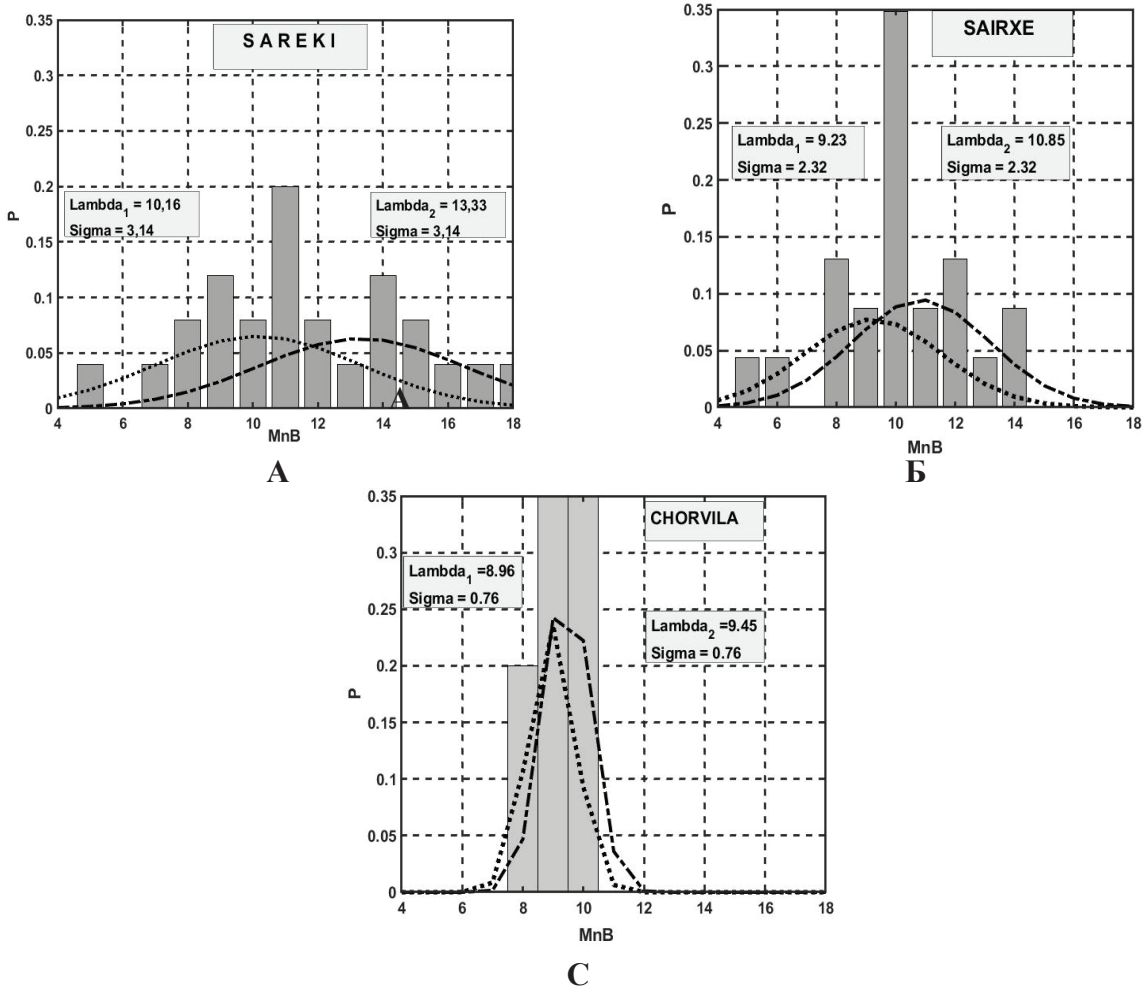 S A R E K I
0.35
0.3
0.25
0.2
0.15
0.1
0.05
0
P
Lambda1 = 10,16
Sigma = 3,14
Lambda2 = 13,33
Sigma = 3,14
A
4 6 8 10 12 14 16 18
MnB
А
SAIRXE
0.35
0.3
0.25
0.2
0.15
0.1
0.05
0
P
Lambda1 = 9.23
Sigma = 2.32
Lambda2 = 10.85
Sigma = 2.32
4 6 8 10 12 14 16 18
MnB
Б
CHORVILA
0.35
0.3
0.25
0.2
0.15
0.1
0.05
0
P
Lambda1 =8.96
Sigma = 0.76
Lambda2 =9.45
Sigma = 0.76
4 6 8 10 12 14 16 18
MnB
С